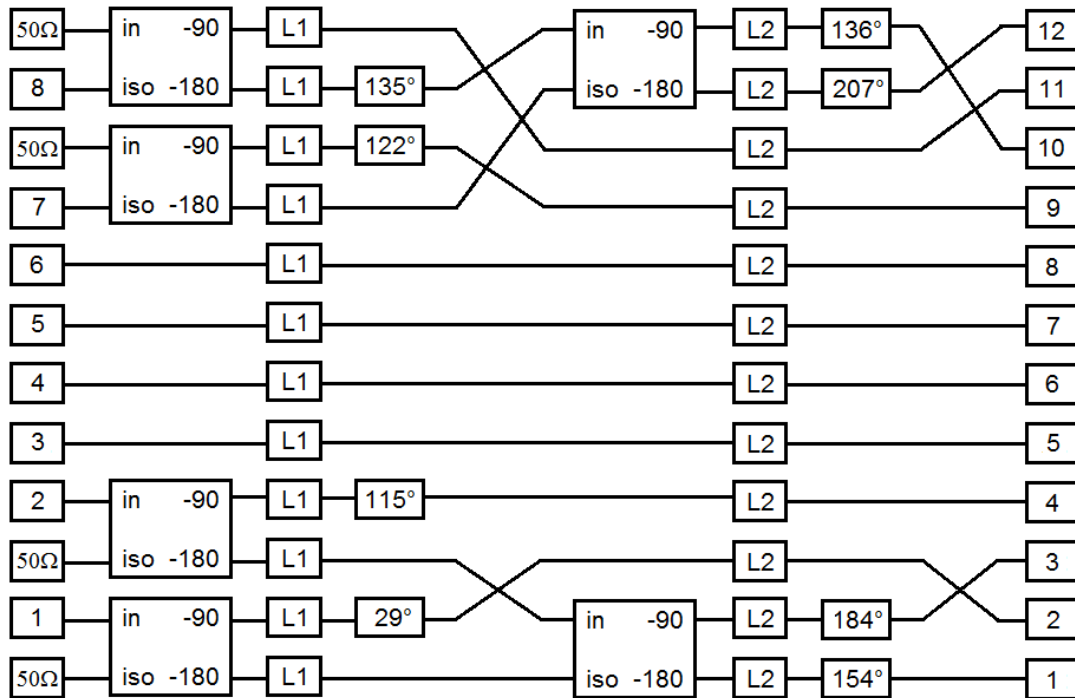 50Ω in -90 L1 in -90 L2 136° 12
8 iso -180 L1 135° iso -180 L2 207° 11
50Ω in -90 L1 122° L2 10
7 iso -180 L1 L2 9
6 L1 L2 8
5 L1 L2 7
4 L1 L2 6
3 L1 L2 5
2 in -90 L1 115° L2 4
50Ω iso -180 L1 L2 3
1 in -90 L1 29° in -90 L2 184° 2
50Ω iso -180 L1 iso -180 L2 154° 1